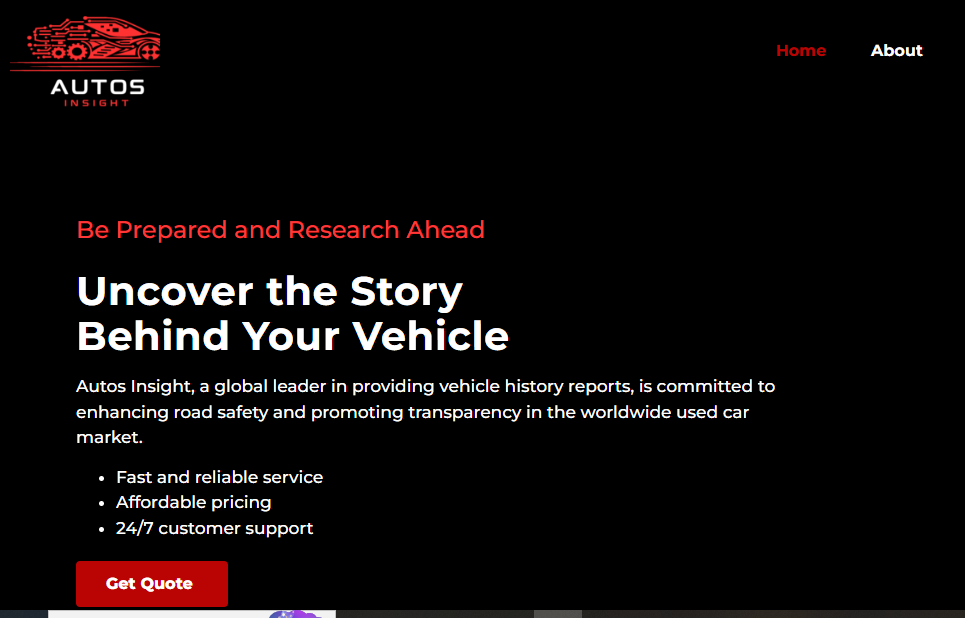 AUTOS
INSIGHT
Home
About
Be Prepared and Research Ahead
Uncover the Story
Behind Your Vehicle
Autos Insight, a global leader in providing vehicle history reports, is committed to
enhancing road safety and promoting transparency in the worldwide used car
market.
• Fast and reliable service
• Affordable pricing
• 24/7 customer support
Get Quote